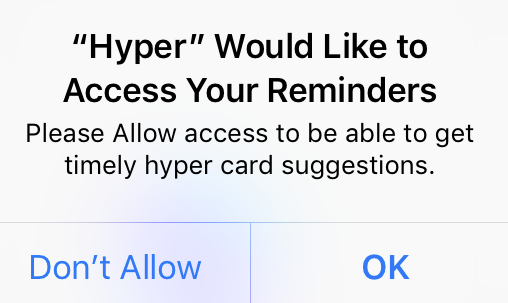 “Hyper” Would Like to
Access Your Reminders
Please Allow access to be able to get
timely hyper card suggestions.
Don’t Allow
OK